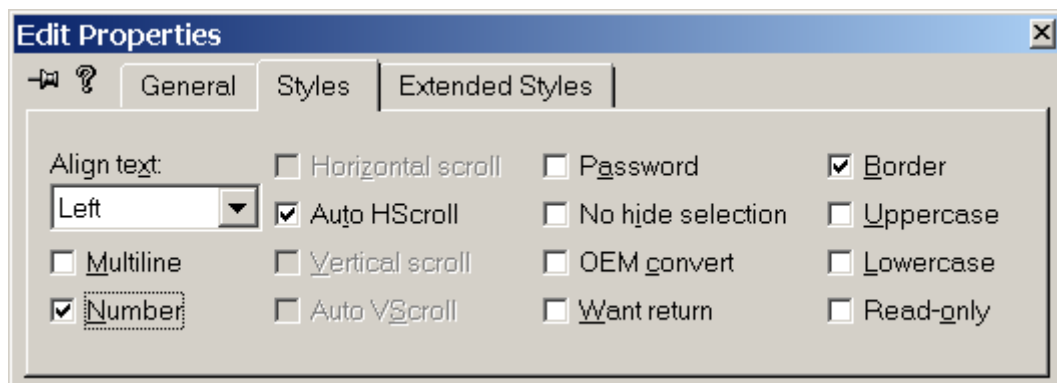 Edit Properties
General Styles Extended Styles
Align text: Horizontal scroll Password Border
Left Auto HScroll No hide selection Uppercase
Multiline Vertical scroll OEM convert Lowercase
Number Auto VScroll Want return Read-only